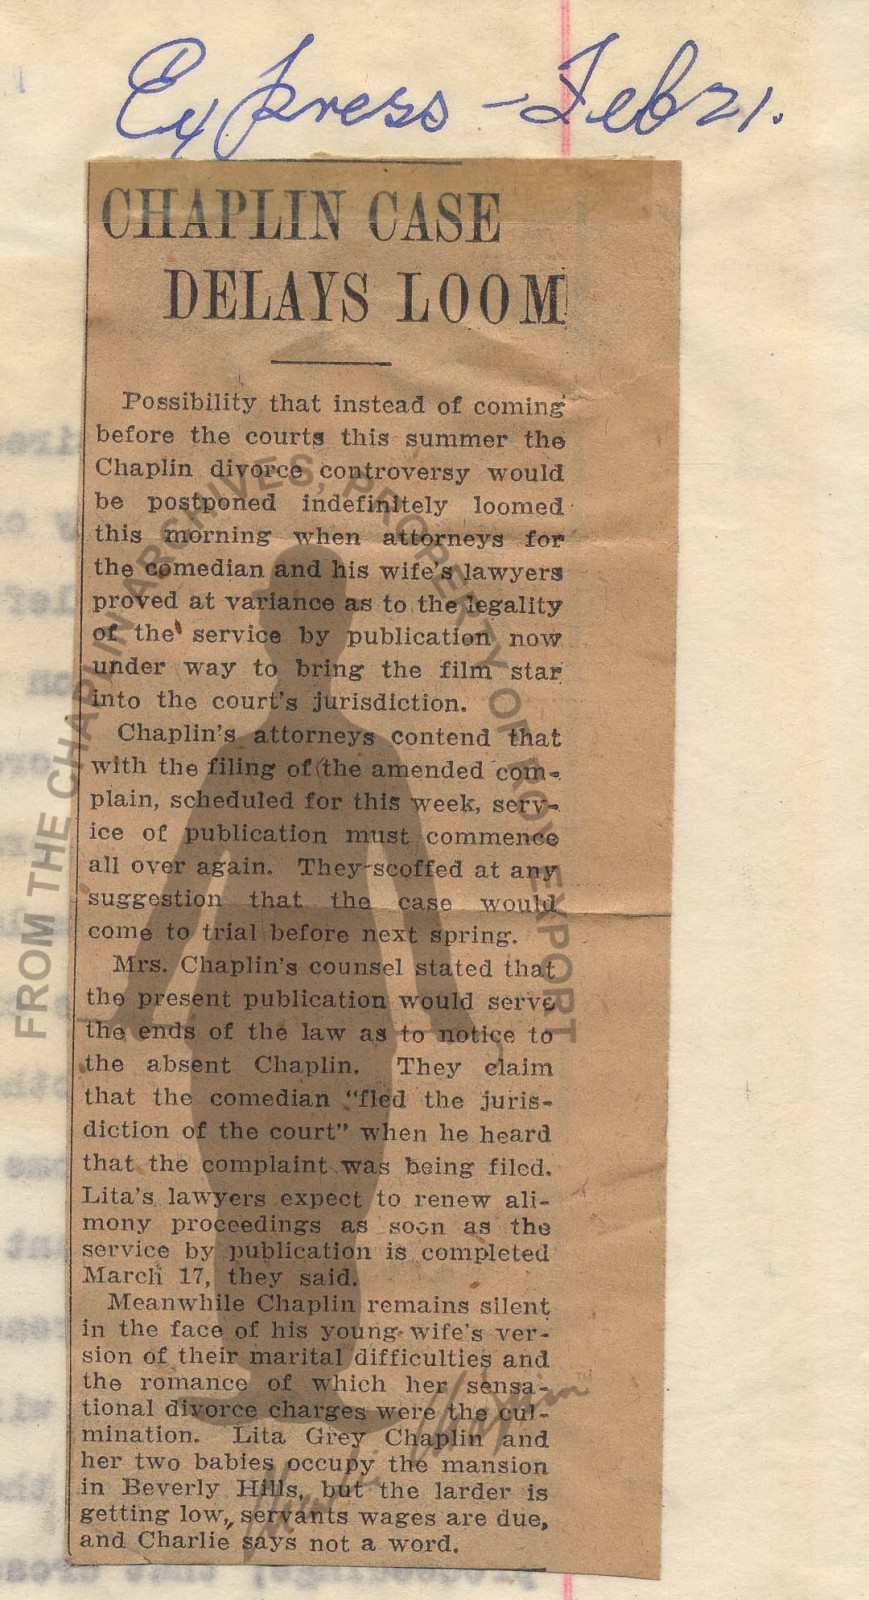 Express - Feb 21.
CHAPLIN CASE
DELAYS LOOM
Possibility that instead of coming
before the courts this summer the
Chaplin divorce controversy would
be postponed indefinitely loomed
this morning when attorneys for
the comedian and his wife's lawyers
proved at variance as to the legality
of the service by publication now
under way to bring the film star
into the court's jurisdiction.
Chaplin's attorneys contend that
with the filing of the amended com-
plain, scheduled for this week, serv-
ice of publication must commence
all over again. They scoffed at any
suggestion that the case would
come to trial before next spring.
Mrs. Chaplin's counsel stated that
the present publication would serve
the ends of the law as to notice to
the absent Chaplin. They claim
that the comedian "fled the juris-
diction of the court" when he heard
that the complaint was being filed.
Lita's lawyers expect to renew ali-
mony proceedings as soon as the
service by publication is completed
March 17, they said.
Meanwhile Chaplin remains silent
in the face of his young wife's ver-
sion of their marital difficulties and
the romance of which her sensa-
tional divorce charges were the cul-
mination. Lita Grey Chaplin and
her two babies occupy the mansion
in Beverly Hills, but the larder is
getting low, servants wages are due,
and Charlie says not a word.
FROM THE CHAPLIN ARCHIVES, PROPERTY OF ROY EXPORT
Charlie Chaplin